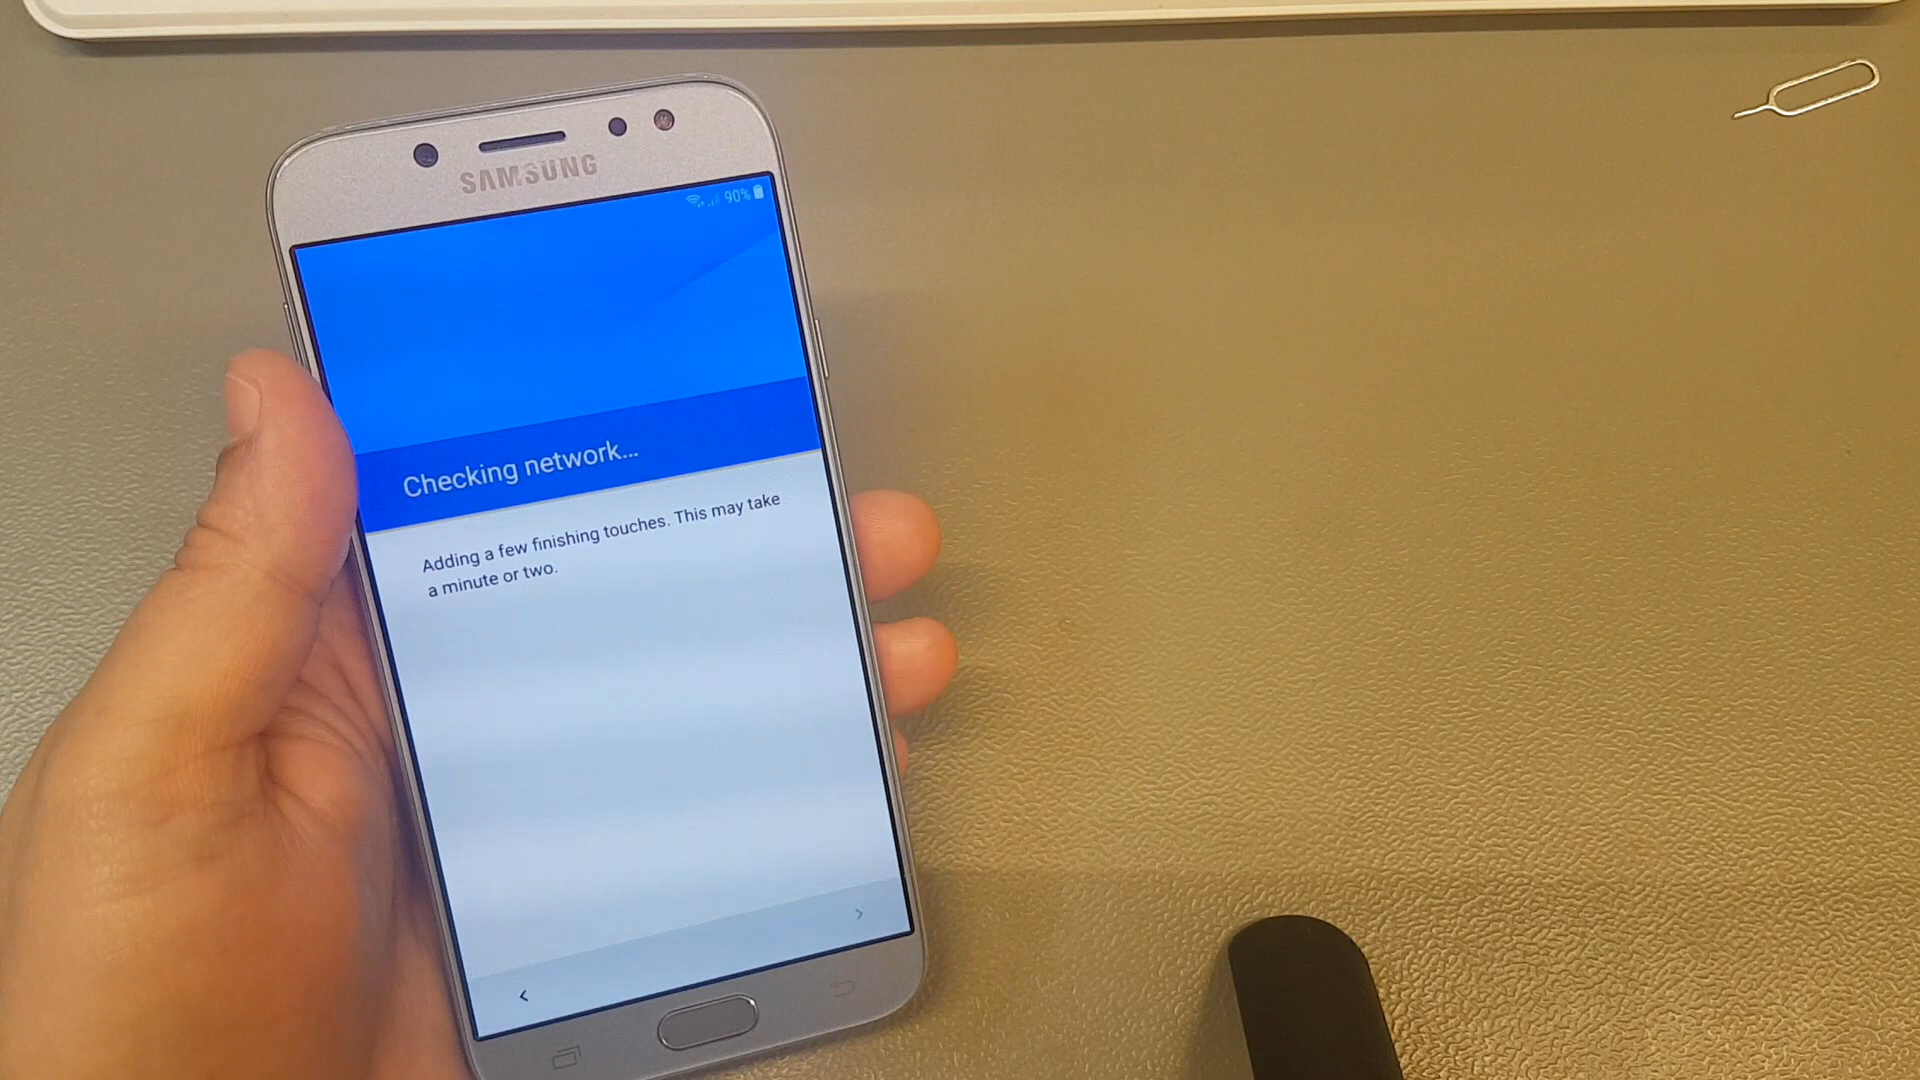 SAMSUNG
90%
Checking network...
Adding a few finishing touches. This may take
a minute or two.